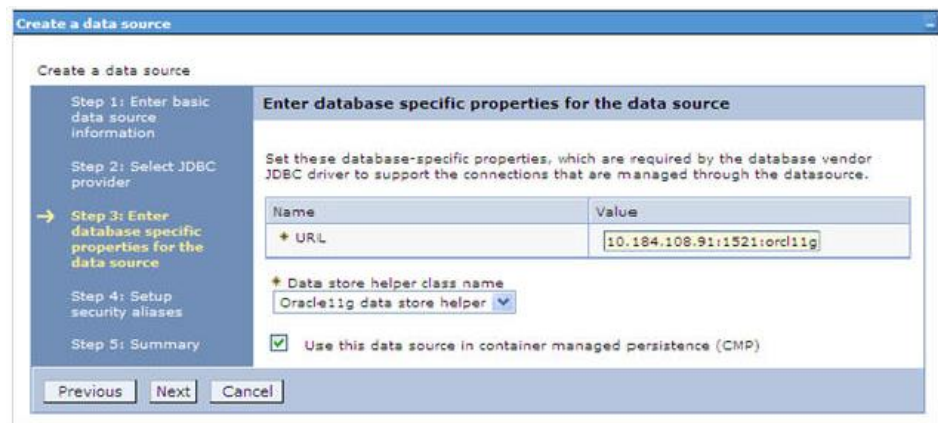 Create a data source
Create a data source
Step 1: Enter basic
data source
information
Step 2: Select JDBC
provider
Step 3: Enter
database specific
properties for the
data source
Step 4: Setup
security aliases
Step 5: Summary
Enter database specific properties for the data source
Set these database-specific properties, which are required by the database vendor
JDBC driver to support the connections that are managed through the datasource.
Name Value
URL 10.184.108.91:1521:orcl11g
Data store helper class name
Oracle11g data store helper
Use this data source in container managed persistence (CMP)
Previous Next Cancel